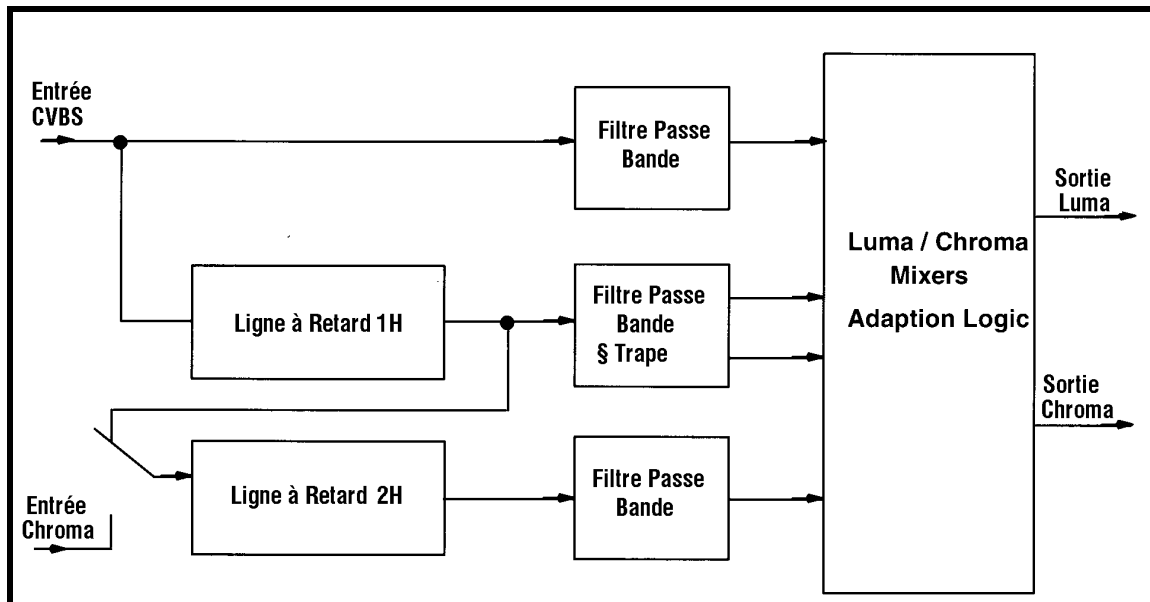 Entrée
CVBS
Filtre Passe
Bande
Sortie
Luma
Luma / Chroma
Mixers
Adaption Logic
Ligne à Retard 1H
Filtre Passe
Bande
§ Trape
Sortie
Chroma
Entrée
Chroma
Ligne à Retard 2H
Filtre Passe
Bande